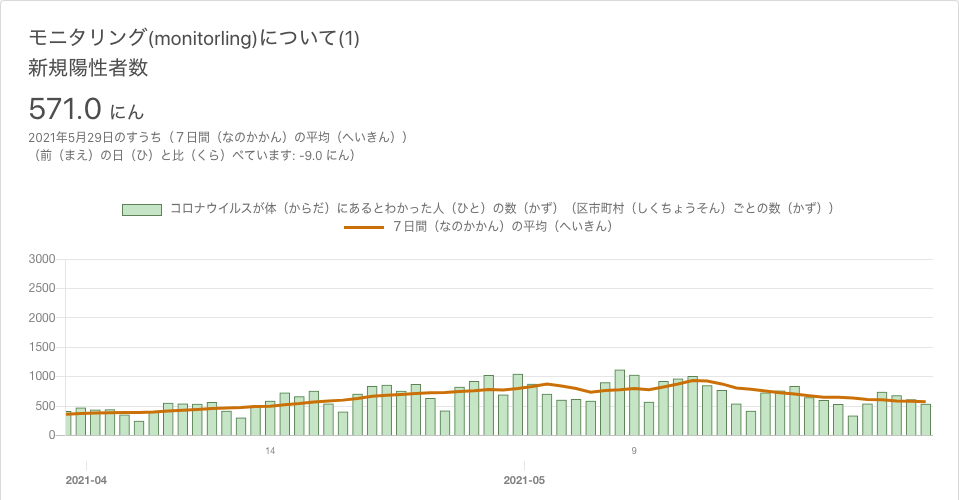 モニタリング(monitorling)について(1)
新規陽性者数
571.0 にん
2021年5月29日のすうち（７日間（なのかかん）の平均（へいきん））
（前（まえ）の日（ひ）と比（くら）べています: -9.0 にん）
コロナウイルスが体（からだ）にあるとわかった人（ひと）の数（かず）（区市町村（しくちょうそん）ごとの数（かず））
７日間（なのかかん）の平均（へいきん）
3000
2500
2000
1500
1000
500
0
14
9
2021-04
2021-05